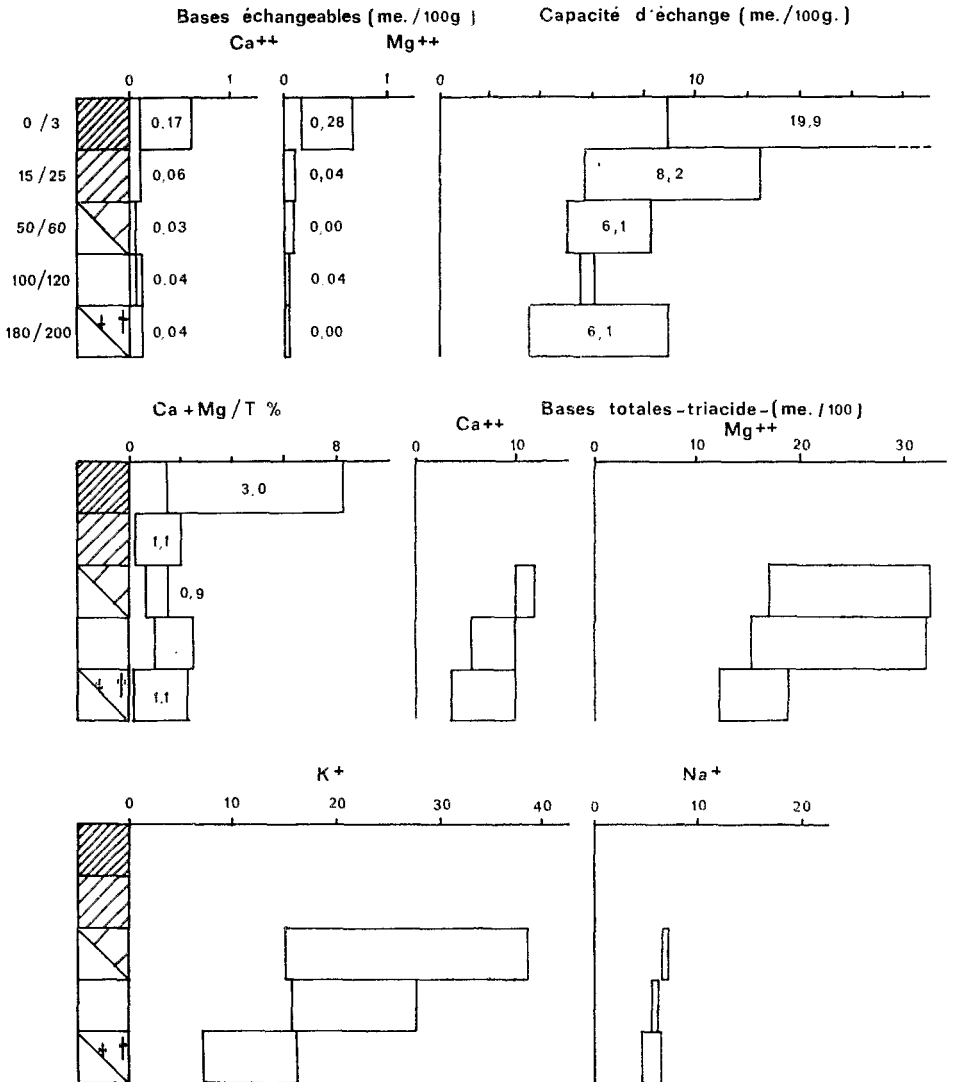 Bases échangeables (me./100g) Capacité d'échange (me./100g.)
Ca++ Mg++
0 1 0 1 0 10
0/3 0,17 0,28 19,9
15/25 0,06 0,04 8,2
50/60 0,03 0,00 6,1
100/120 0.04 0.04
180/200 0,04 0,00 6,1
Ca+Mg/T % Ca++ Bases totales-triacide-(me./100)
Mg++
0 8 0 10 0 20 30
3,0
1,1
0,9
1,1
K+ Na+
0 10 20 30 40 0 10 20